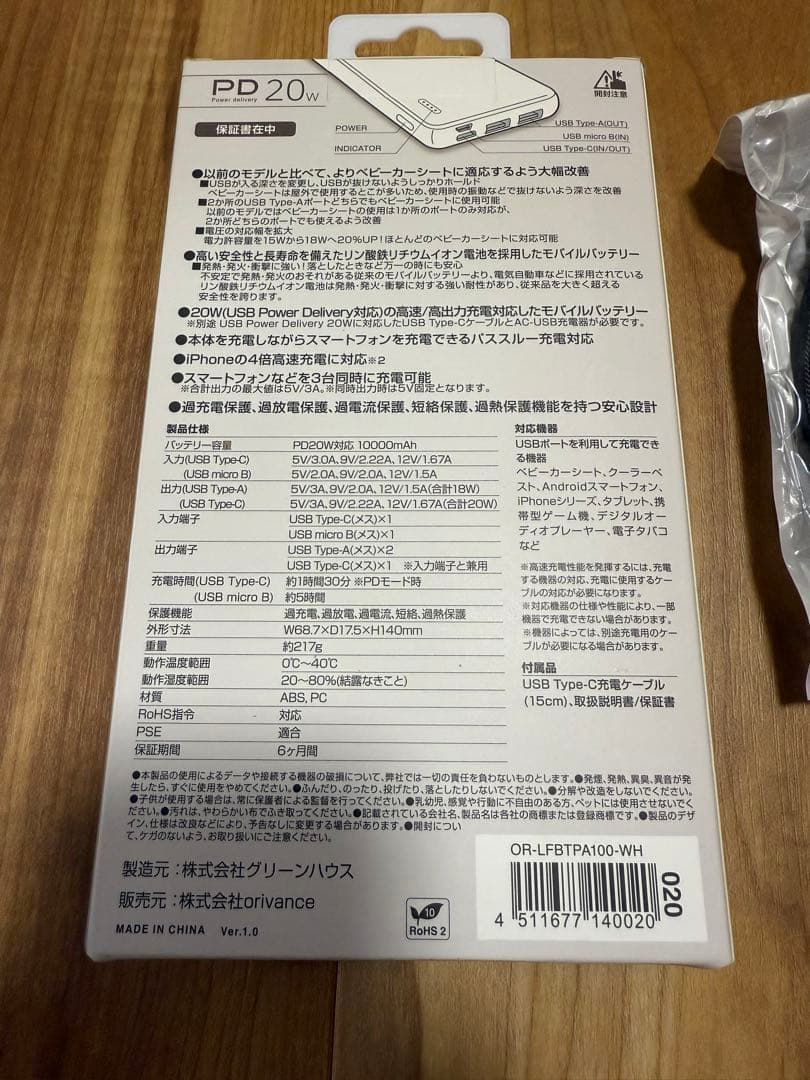 PD 20w
Power delivery
開封注意
保証書在中
POWER
INDICATOR
USB Type-A(OUT)
USB micro B(IN)
USB Type-C(IN/OUT)
●以前のモデルと比べて、よりベビーカーシートに適応するよう大幅改善
■USBが入る深さを変更し、USBが抜けないようしっかりホールド
ベビーカーシートは屋外で使用することが多いため、使用時の振動などで抜けないよう深さを改善
■2か所のUSB Type-Aポートどちらでもベビーカーシートに使用可能
以前のモデルではベビーカーシートの使用は1か所のポートのみ対応が、
2か所どちらのポートでも使えるよう改善
■電圧の対応幅を拡大
電力許容量を15Wから18Wへ20%UP!ほとんどのベビーカーシートに対応可能
●高い安全性と長寿命を備えたリン酸鉄リチウムイオン電池を採用したモバイルバッテリー
■発熱・発火・衝撃に強い!落としたときなど万一の時にも安心
不安定で発熱・発火のおそれがある従来のモバイルバッテリーより、電気自動車などに採用されている
リン酸鉄リチウムイオン電池は発熱・発火・衝撃に対する強い耐性があり、従来品を大きく超える
安全性を誇ります。
●20W(USB Power Delivery対応)の高速/高出力充電対応したモバイルバッテリー
※別途 USB Power Delivery 20Wに対応したUSB Type-CケーブルとAC-USB充電器が必要です。
●本体を充電しながらスマートフォンを充電できるパススルー充電対応
●iPhoneの4倍高速充電に対応※2
●スマートフォンなどを3台同時に充電可能
※合計出力の最大値は5V/3A。※同時出力時は5V固定となります。
●過充電保護、過放電保護、過電流保護、短絡保護、過熱保護機能を持つ安心設計
製品仕様
バッテリー容量 PD20W対応 10000mAh
入力(USB Type-C) 5V/3.0A、9V/2.22A、12V/1.67A
(USB micro B) 5V/2.0A、9V/2.0A、12V/1.5A
出力(USB Type-A) 5V/3A、9V/2.0A、12V/1.5A(合計18W)
(USB Type-C) 5V/3A、9V/2.22A、12V/1.67A(合計20W)
入力端子 USB Type-C(メス)×1
USB micro B(メス)×1
出力端子 USB Type-A(メス)×2
USB Type-C(メス)×1 ※入力端子と兼用
充電時間(USB Type-C) 約1時間30分 ※PDモード時
(USB micro B) 約5時間
保護機能 過充電、過放電、過電流、短絡、過熱保護
外形寸法 W68.7×D17.5×H140mm
重量 約217g
動作温度範囲 0℃~40℃
動作湿度範囲 20~80%(結露なきこと)
材質 ABS, PC
RoHS指令 対応
PSE 適合
保証期間 6ヶ月間
対応機器
USBポートを利用して充電でき
る機器
ベビーカーシート、クーラーベ
スト、Androidスマートフォン、
iPhoneシリーズ、タブレット、携
帯型ゲーム機、デジタルオー
ディオプレーヤー、電子タバコ
など
※高速充電性能を発揮するには、充電
する機器の対応、充電に使用するケー
ブルの対応が必要になります。
※対応機器の仕様や性能により、一部
機器で充電できない場合があります。
※機器によっては、別途充電用のケー
ブルが必要になる場合があります。
付属品
USB Type-C充電ケーブル
(15cm)、取扱説明書/保証書
●本製品の使用によるデータや接続する機器の破損について、弊社では一切の責任を負わないものとします。●発煙、発熱、異臭、異音が発
生したら、すぐに使用をやめてください。●ふんだり、のったり、投げたり、落としたりしないでください。●分解や改造をしないでください。
●子供が使用する場合は、常に保護者による監督を行ってください。●乳幼児、感覚や行動に不自由のある方、ペットには使用させないでく
ださい。●汚れは、やわらかい布でふき取ってください。●記載されている会社名、製品名は各社の商標または登録商標です。●製品のデザ
イン、仕様は改良などにより、予告なしに変更する場合があります。●開封につい
て、ケガのないよう、お取り扱いにご注意ください。
製造元:株式会社グリーンハウス
販売元:株式会社orivance
MADE IN CHINA Ver.1.0
10
RoHS 2
OR-LFBTPA100-WH
4 511677 140020
020